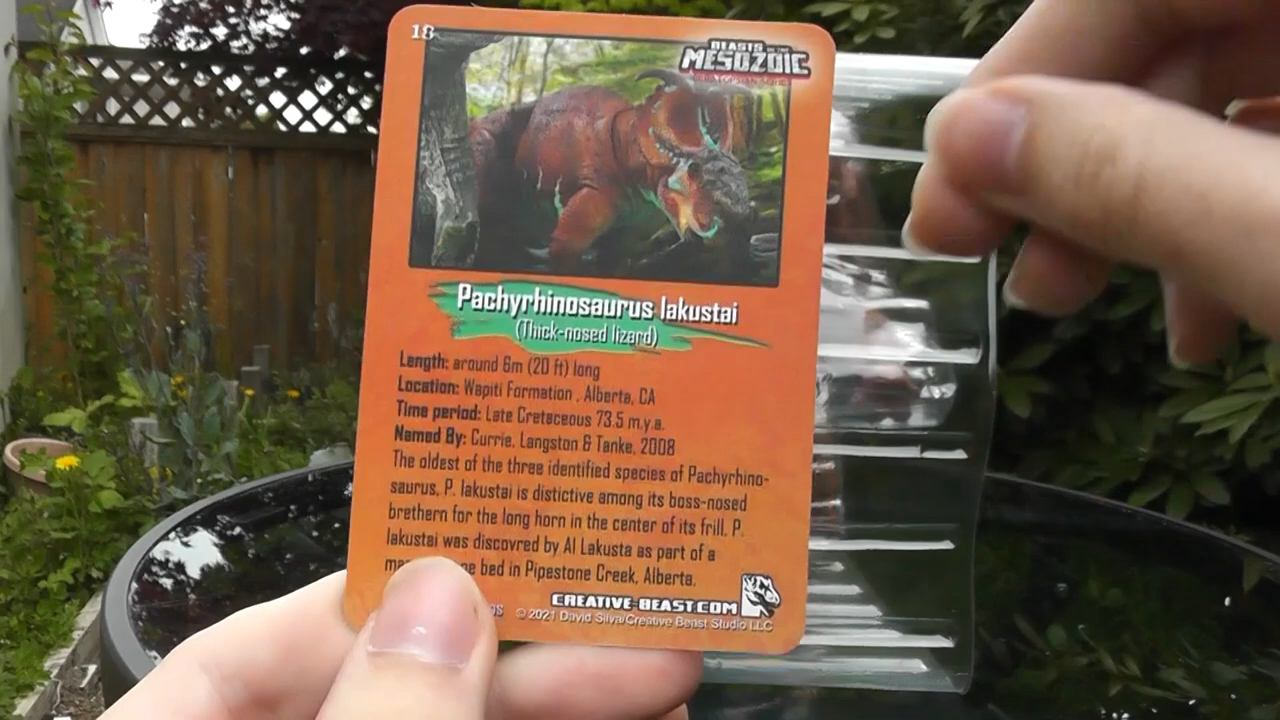 18
BEASTS OF THE
MESOZOIC
Pachyrhinosaurus lakustai
(Thick-nosed lizard)
Length: around 6m (20 ft) long
Location: Wapiti Formation , Alberta, CA
Time period: Late Cretaceous 73.5 m.y.a.
Named By: Currie, Langston & Tanke, 2008
The oldest of the three identified species of Pachyrhino-
saurus, P. lakustai is distictive among its boss-nosed
brethern for the long horn in the center of its frill. P.
lakustai was discovred by Al Lakusta as part of a
bed in Pipestone Creek, Alberta.
CREATIVE-BEAST.COM
© 2021 David Silva/Creative Beast Studio LLC